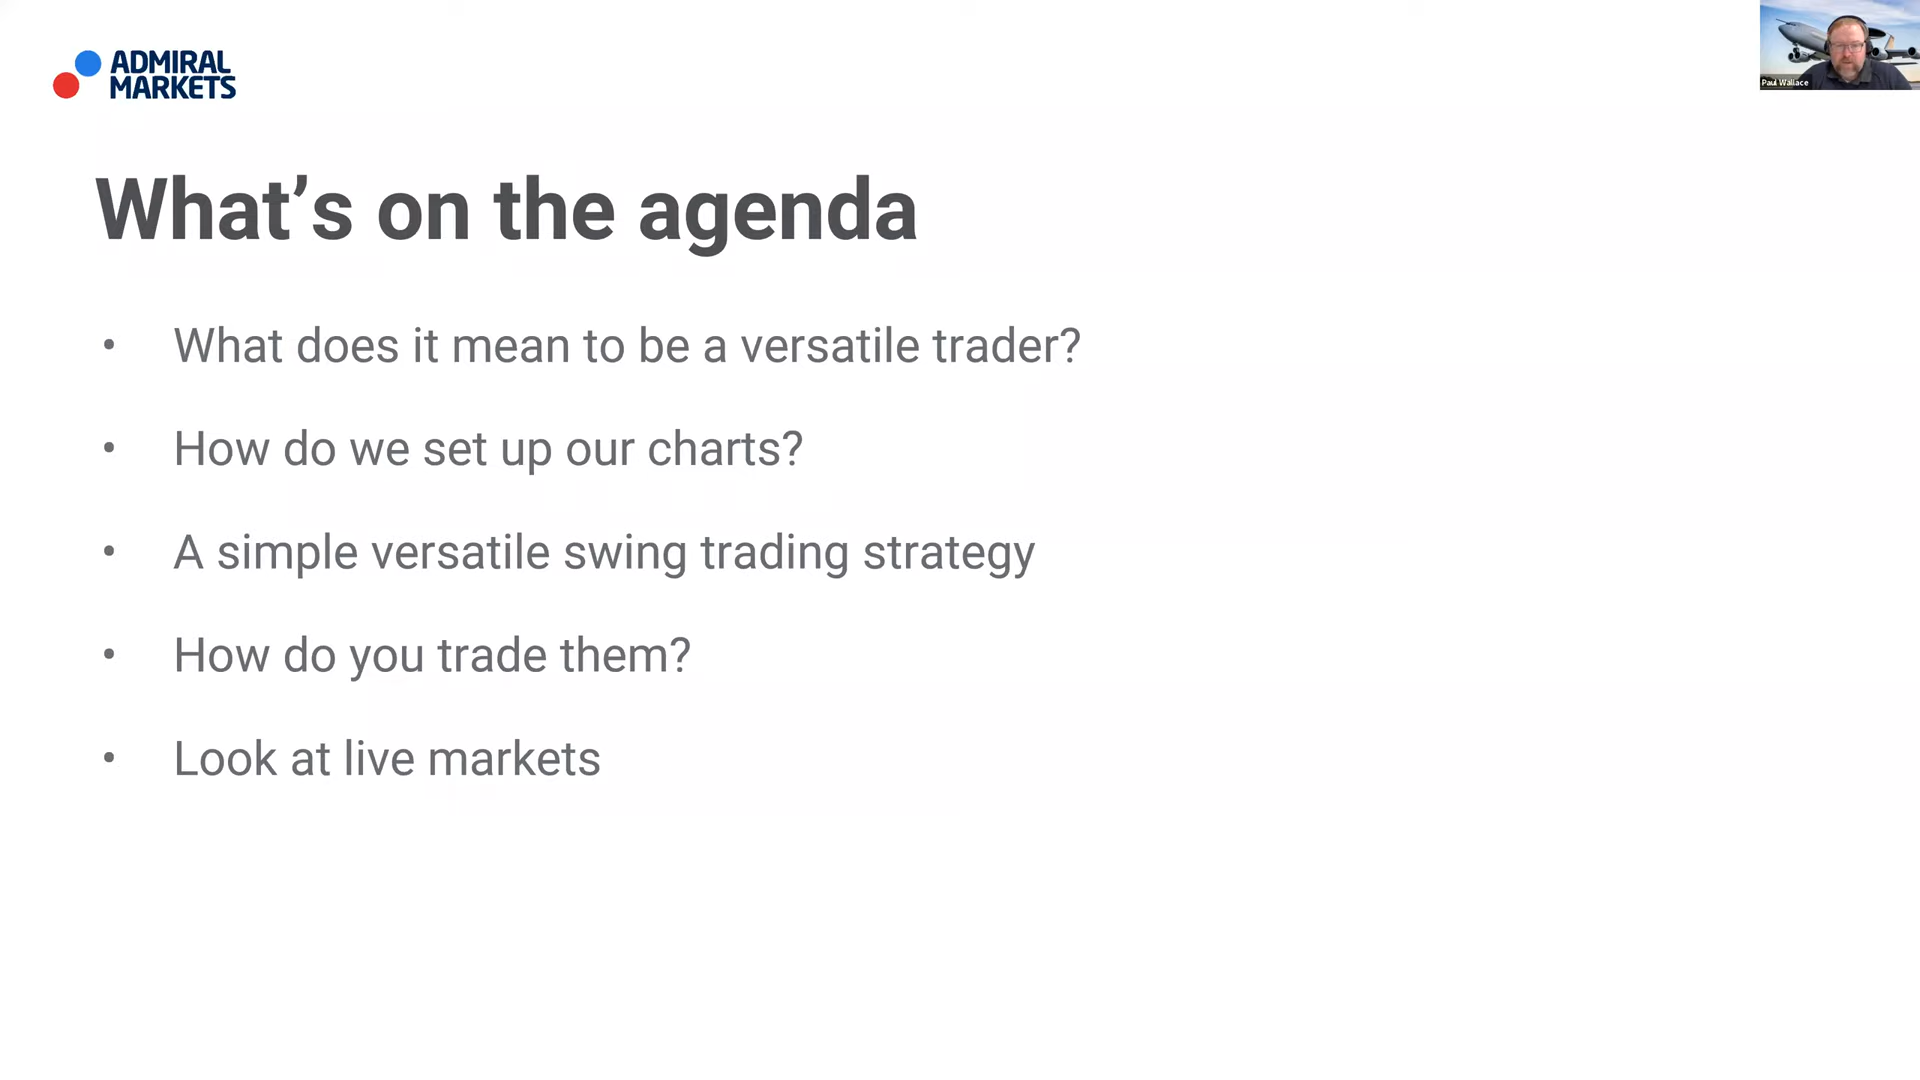 ADMIRAL
MARKETS
Paul Wallace
What’s on the agenda
• What does it mean to be a versatile trader?
• How do we set up our charts?
• A simple versatile swing trading strategy
• How do you trade them?
• Look at live markets